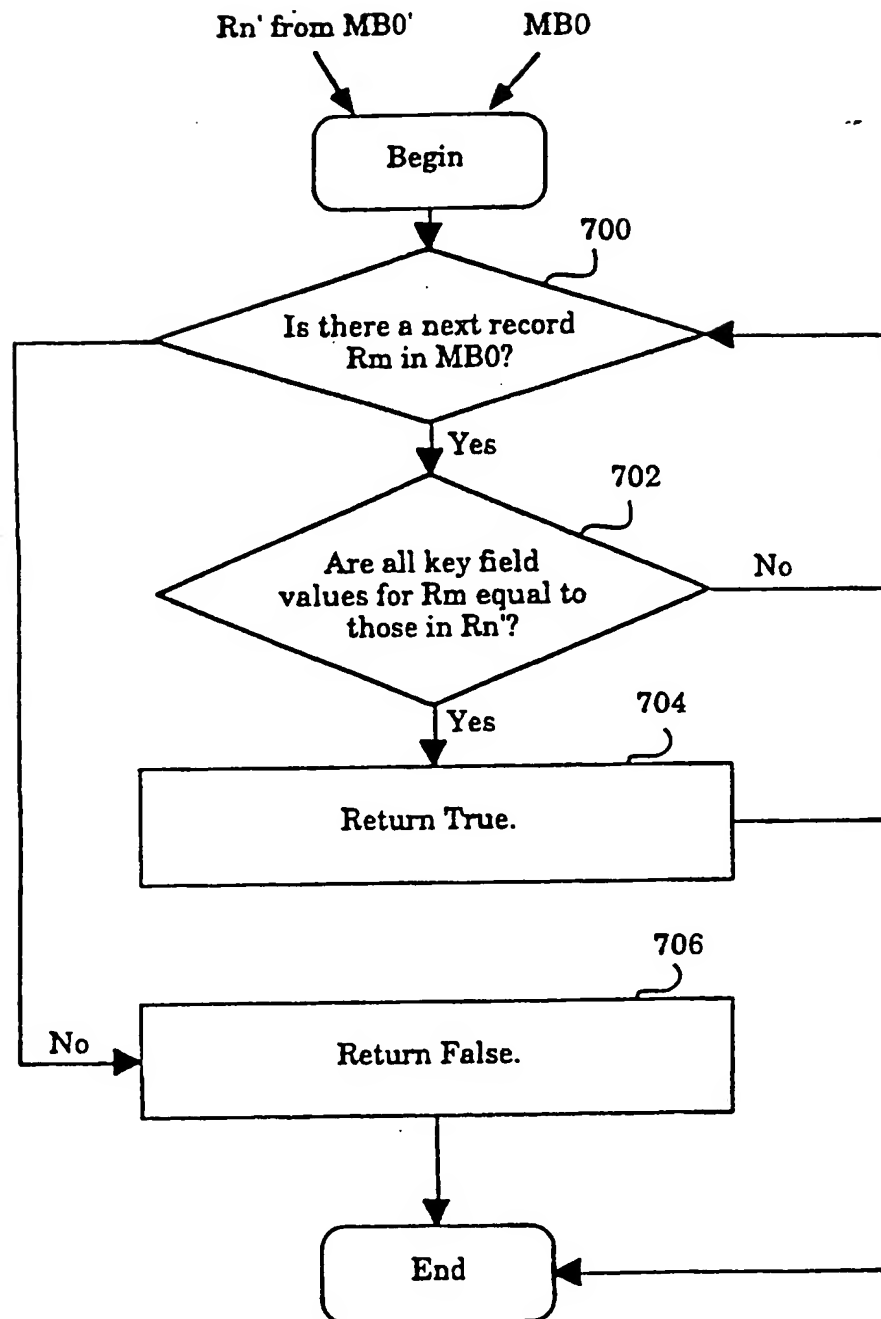 Rn' from MB0'
MB0
Begin
700
Is there a next record
Rm in MB0?
Yes
702
Are all key field
values for Rm equal to
those in Rn'?
No
Yes
704
Return True.
706
No
Return False.
End